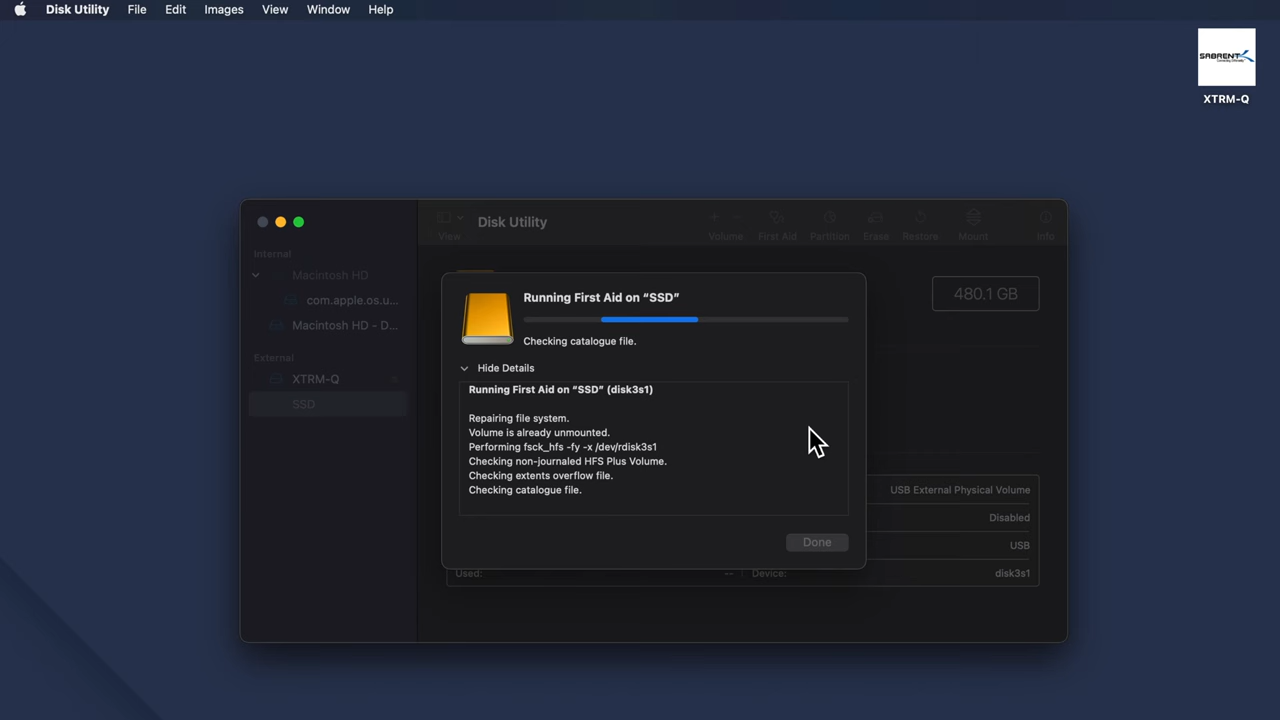 Disk Utility File Edit Images View Window Help
SABRENT
XTRM-Q
Disk Utility
View
Volume
First Aid
Partition
Erase
Restore
Mount
Info
Internal
Macintosh HD
com.apple.os.u...
Macintosh HD - D...
External
XTRM-Q
SSD
480.1 GB
Running First Aid on “SSD”
Checking catalogue file.
Hide Details
Running First Aid on “SSD” (disk3s1)
Repairing file system.
Volume is already unmounted.
Performing fsck_hfs -fy -x /dev/rdisk3s1
Checking non-journaled HFS Plus Volume.
Checking extents overflow file.
Checking catalogue file.
Done
USB External Physical Volume
Disabled
USB
Used: -- Device: disk3s1